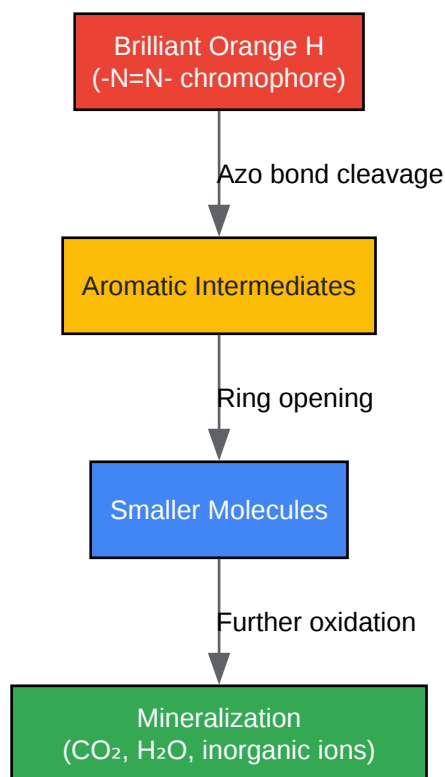 Brilliant Orange H
(-N=N- chromophore)
Azo bond cleavage
Aromatic Intermediates
Ring opening
Smaller Molecules
Further oxidation
Mineralization
(CO₂, H₂O, inorganic ions)